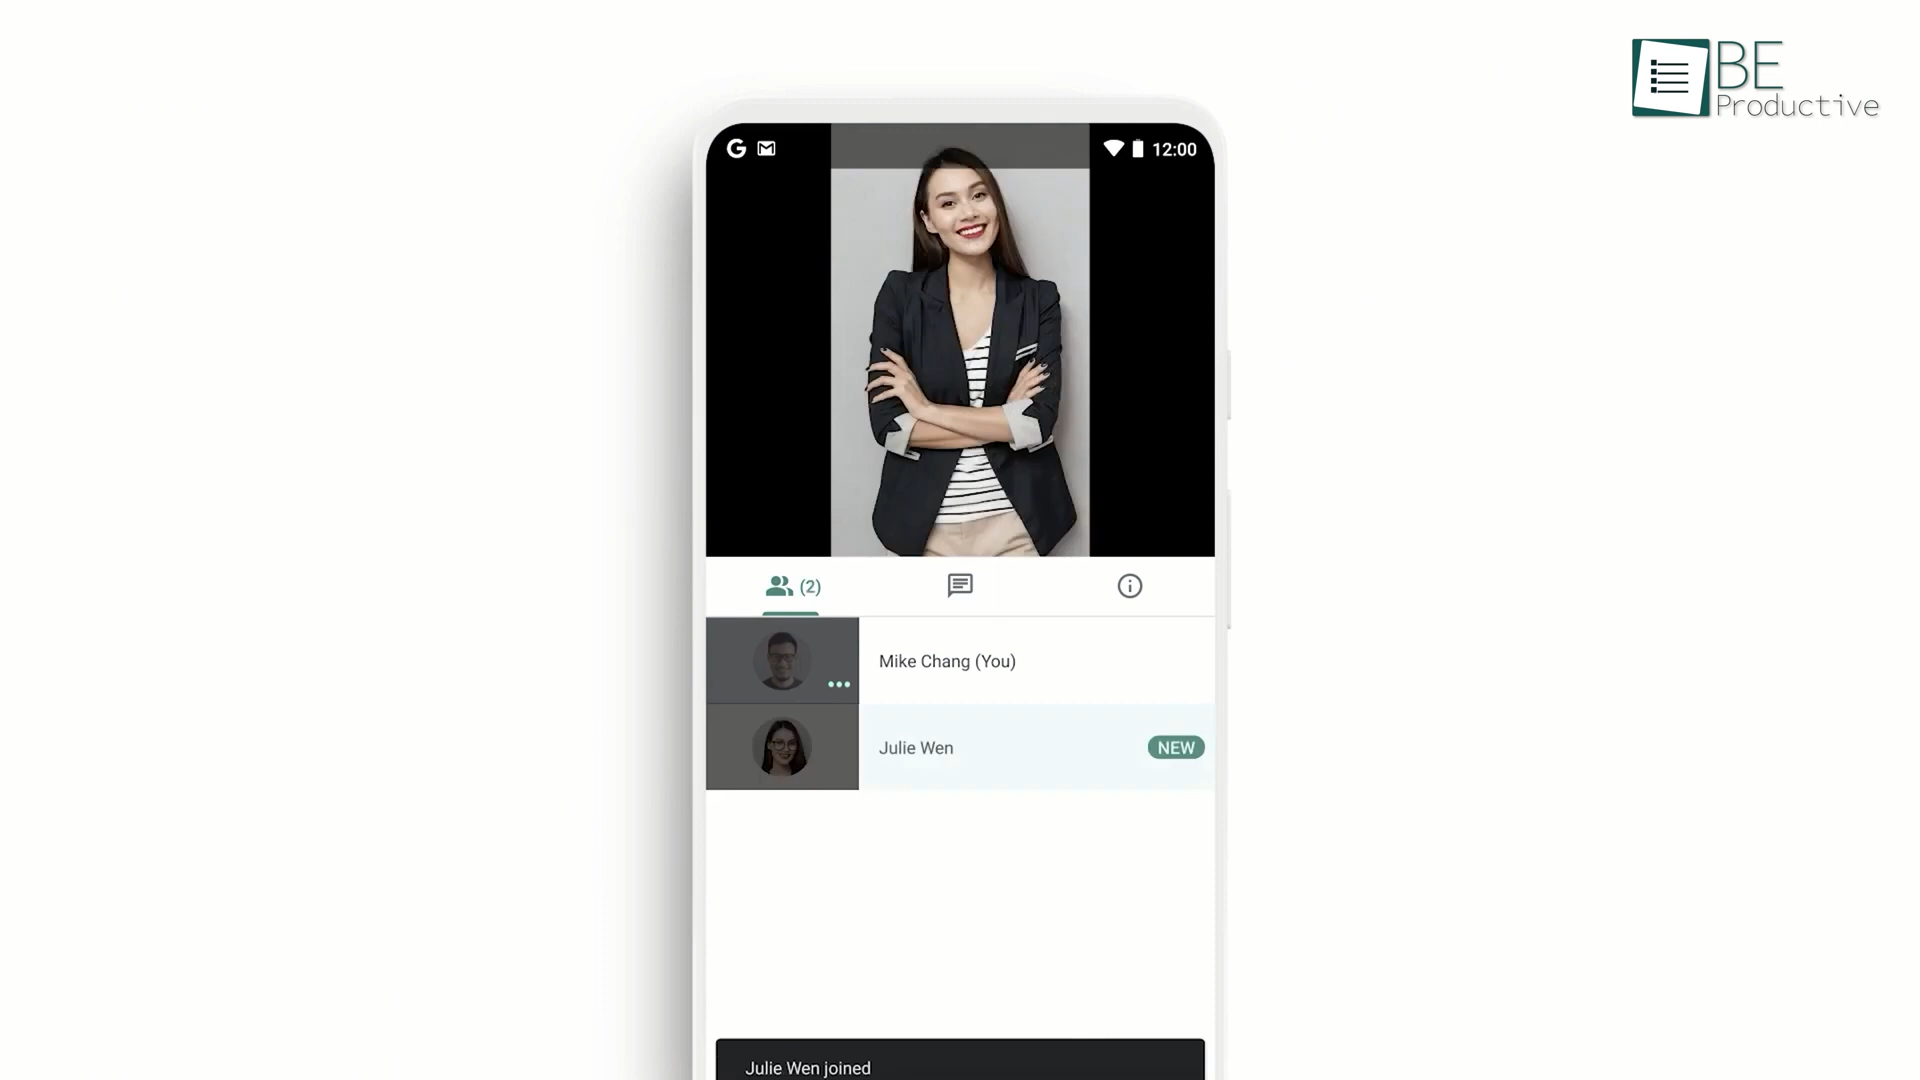 BE
Productive
12:00
(2)
Mike Chang (You)
Julie Wen
NEW
Julie Wen joined